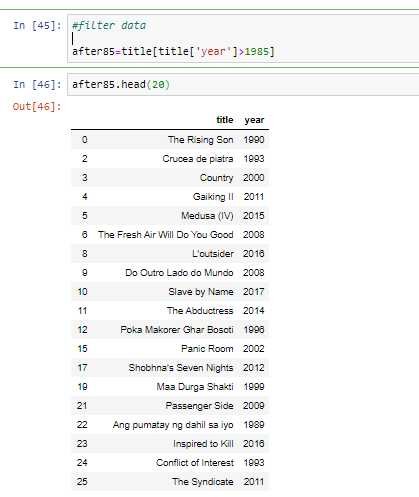 In [45]: #filter data
after85=title[title['year']>1985]
In [46]: after85.head(20)
Out[46]:
title year
0 The Rising Son 1990
2 Crucea de piatra 1993
3 Country 2000
4 Gaiking II 2011
5 Medusa (IV) 2015
6 The Fresh Air Will Do You Good 2008
8 L'outsider 2016
9 Do Outro Lado do Mundo 2008
10 Slave by Name 2017
11 The Abductress 2014
12 Poka Makorer Ghar Bosoti 1996
15 Panic Room 2002
17 Shobhna's Seven Nights 2012
19 Maa Durga Shakti 1999
21 Passenger Side 2009
22 Ang pumatay ng dahil sa iyo 1989
23 Inspired to Kill 2016
24 Conflict of Interest 1993
25 The Syndicate 2011